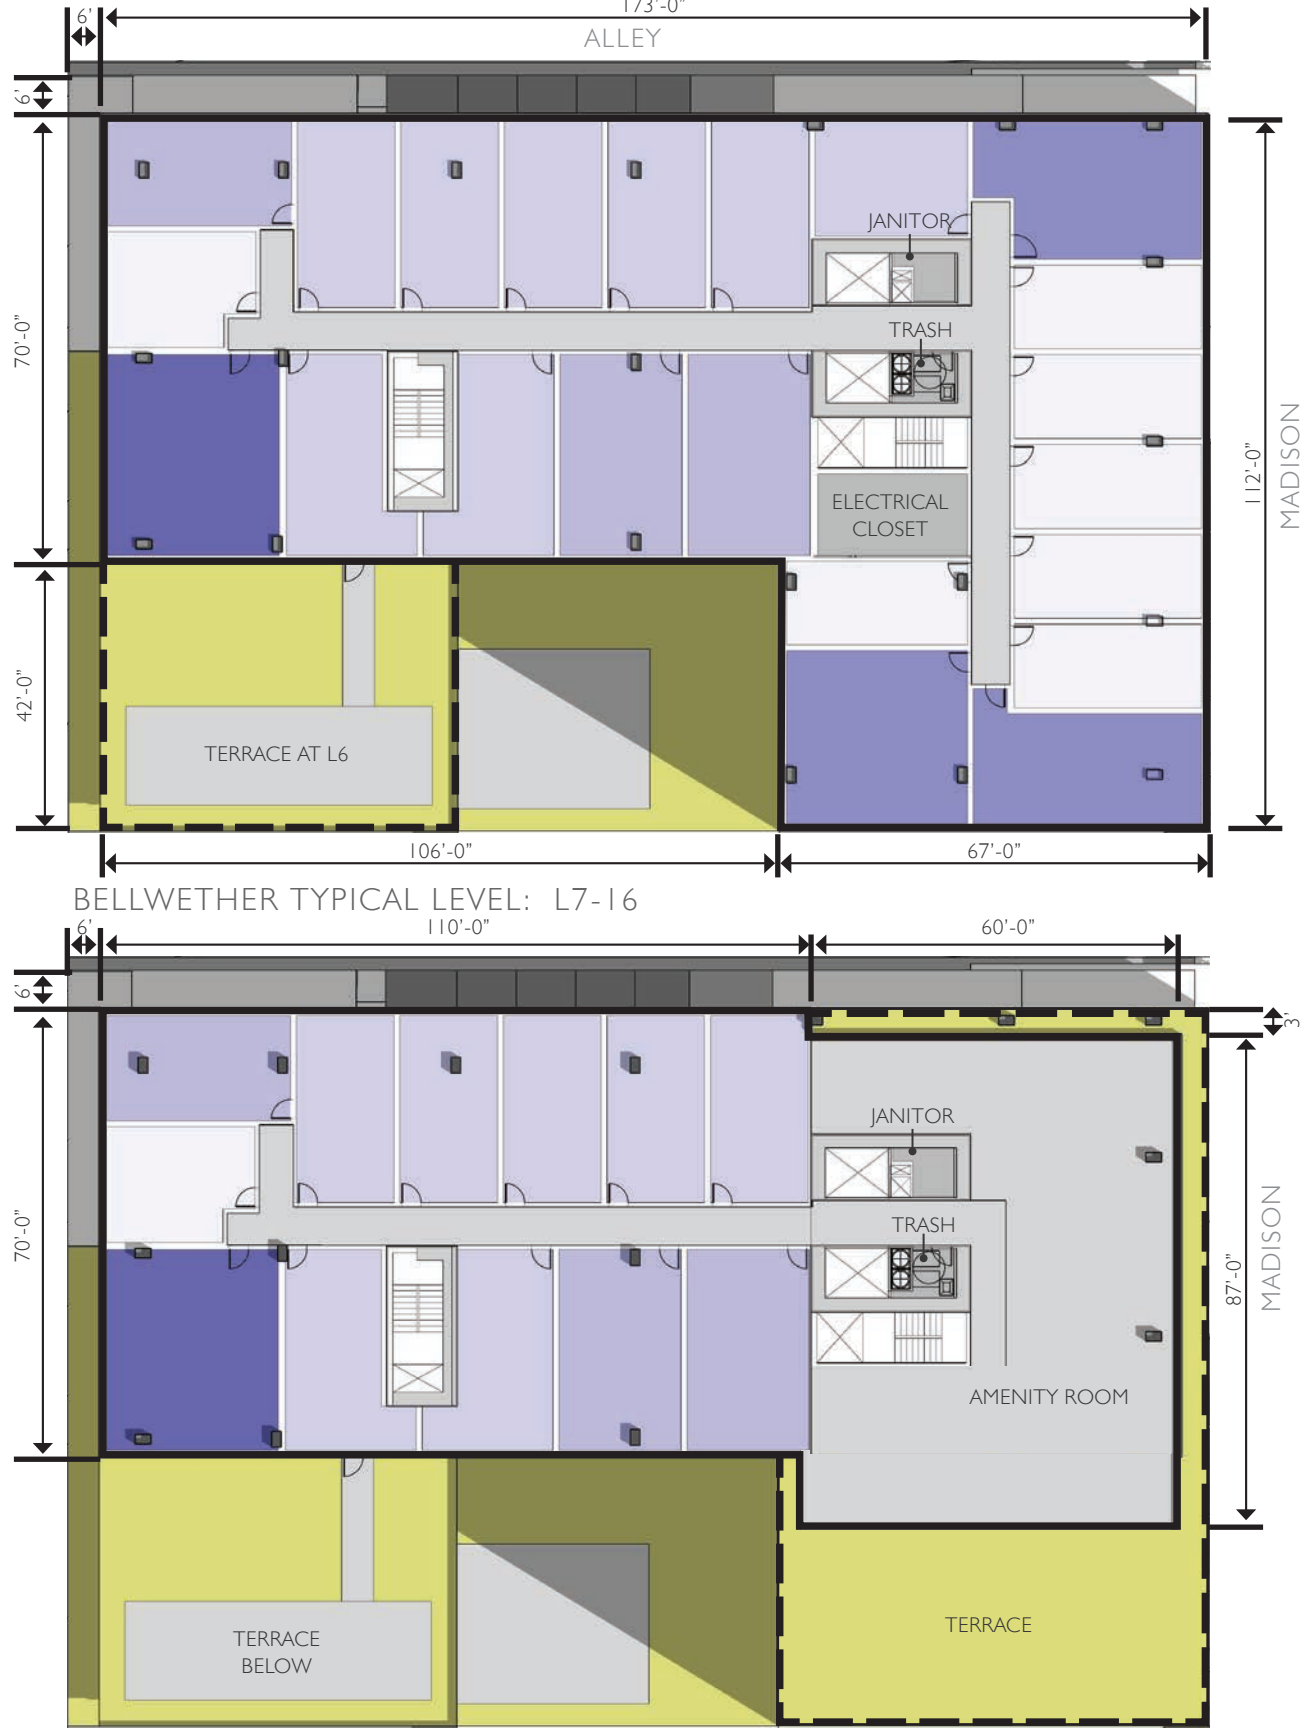 6'
173'-0"
ALLEY
6'
JANITOR
TRASH
70'-0"
ELECTRICAL
CLOSET
112'-0"
MADISON
42'-0"
TERRACE AT L6
106'-0"
67'-0"
BELLWETHER TYPICAL LEVEL: L7-16
6'
110'-0"
60'-0"
6'
3'
JANITOR
TRASH
70'-0"
87'-0"
MADISON
AMENITY ROOM
TERRACE
BELOW
TERRACE